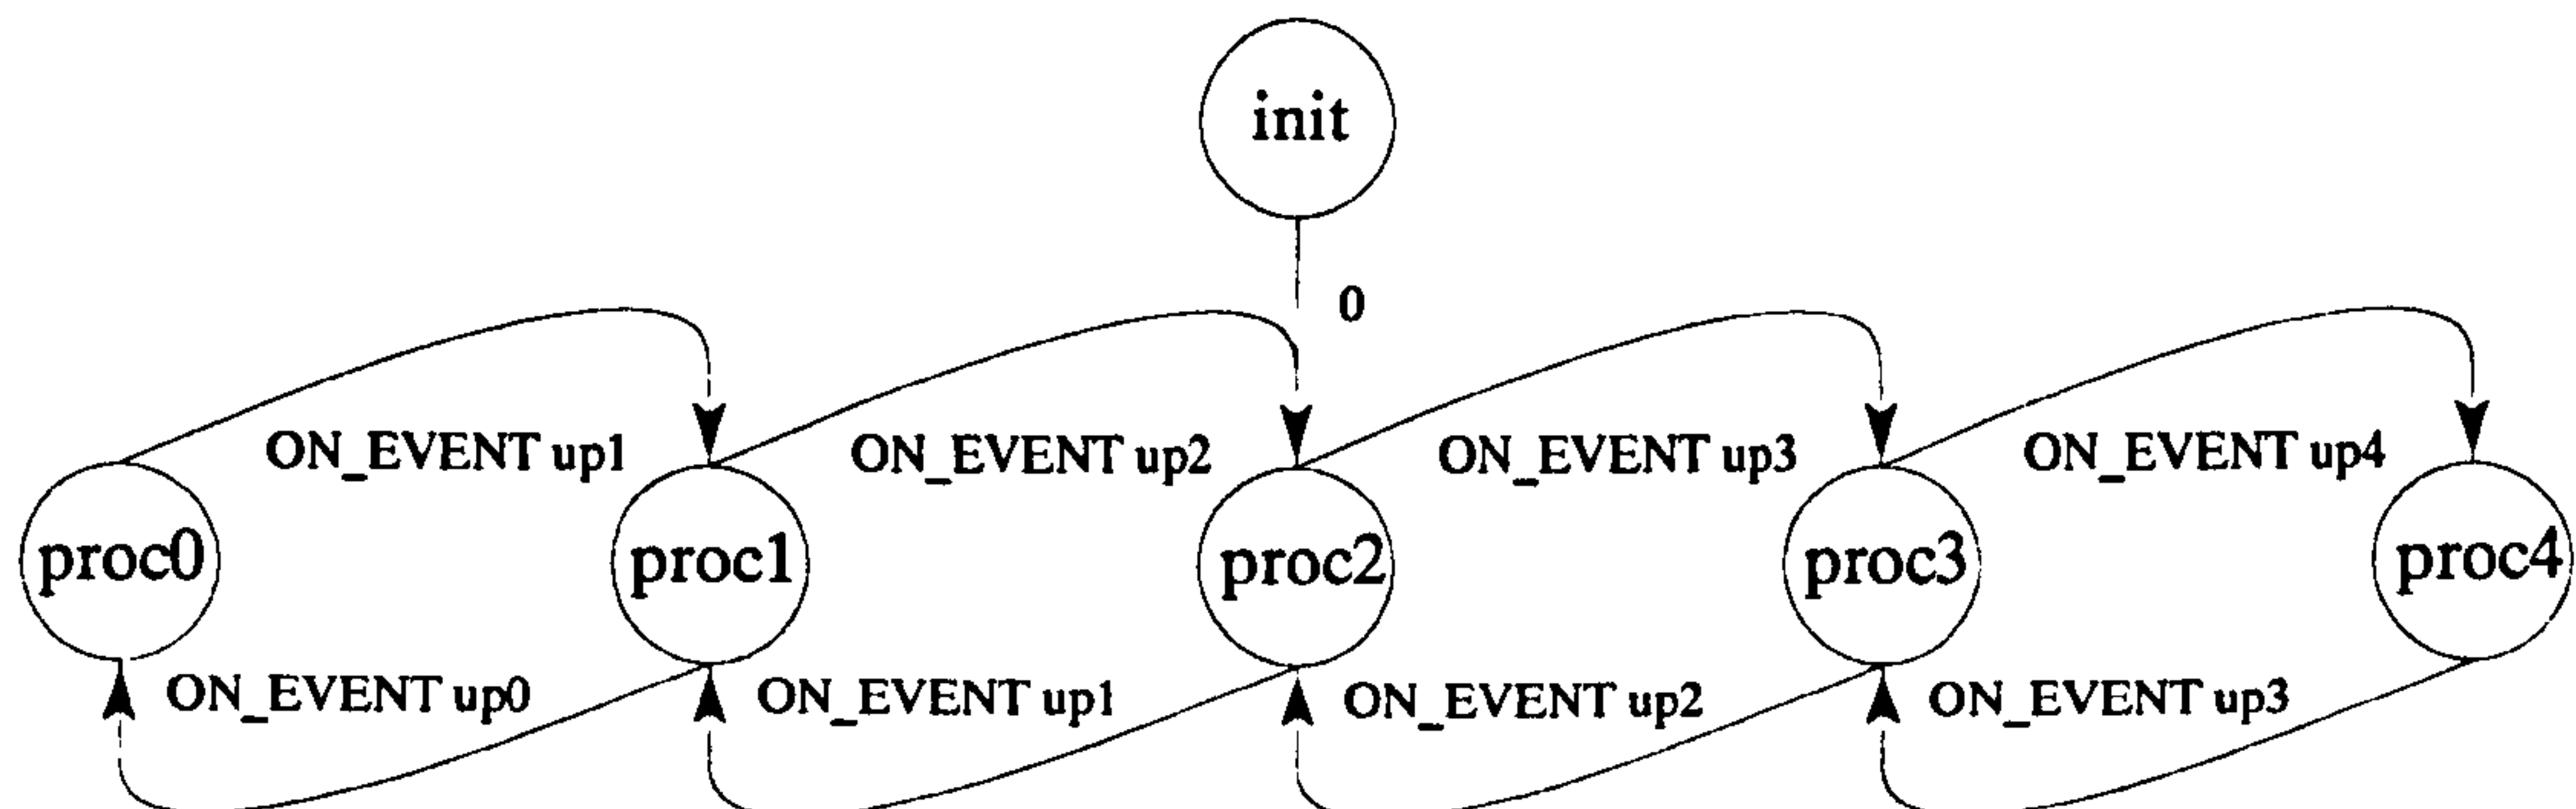 init
0
ON_EVENT up1
ON_EVENT up2
ON_EVENT up3
ON_EVENT up4
proc0
proc1
proc2
proc3
proc4
ON_EVENT up0
ON_EVENT up1
ON_EVENT up2
ON_EVENT up3